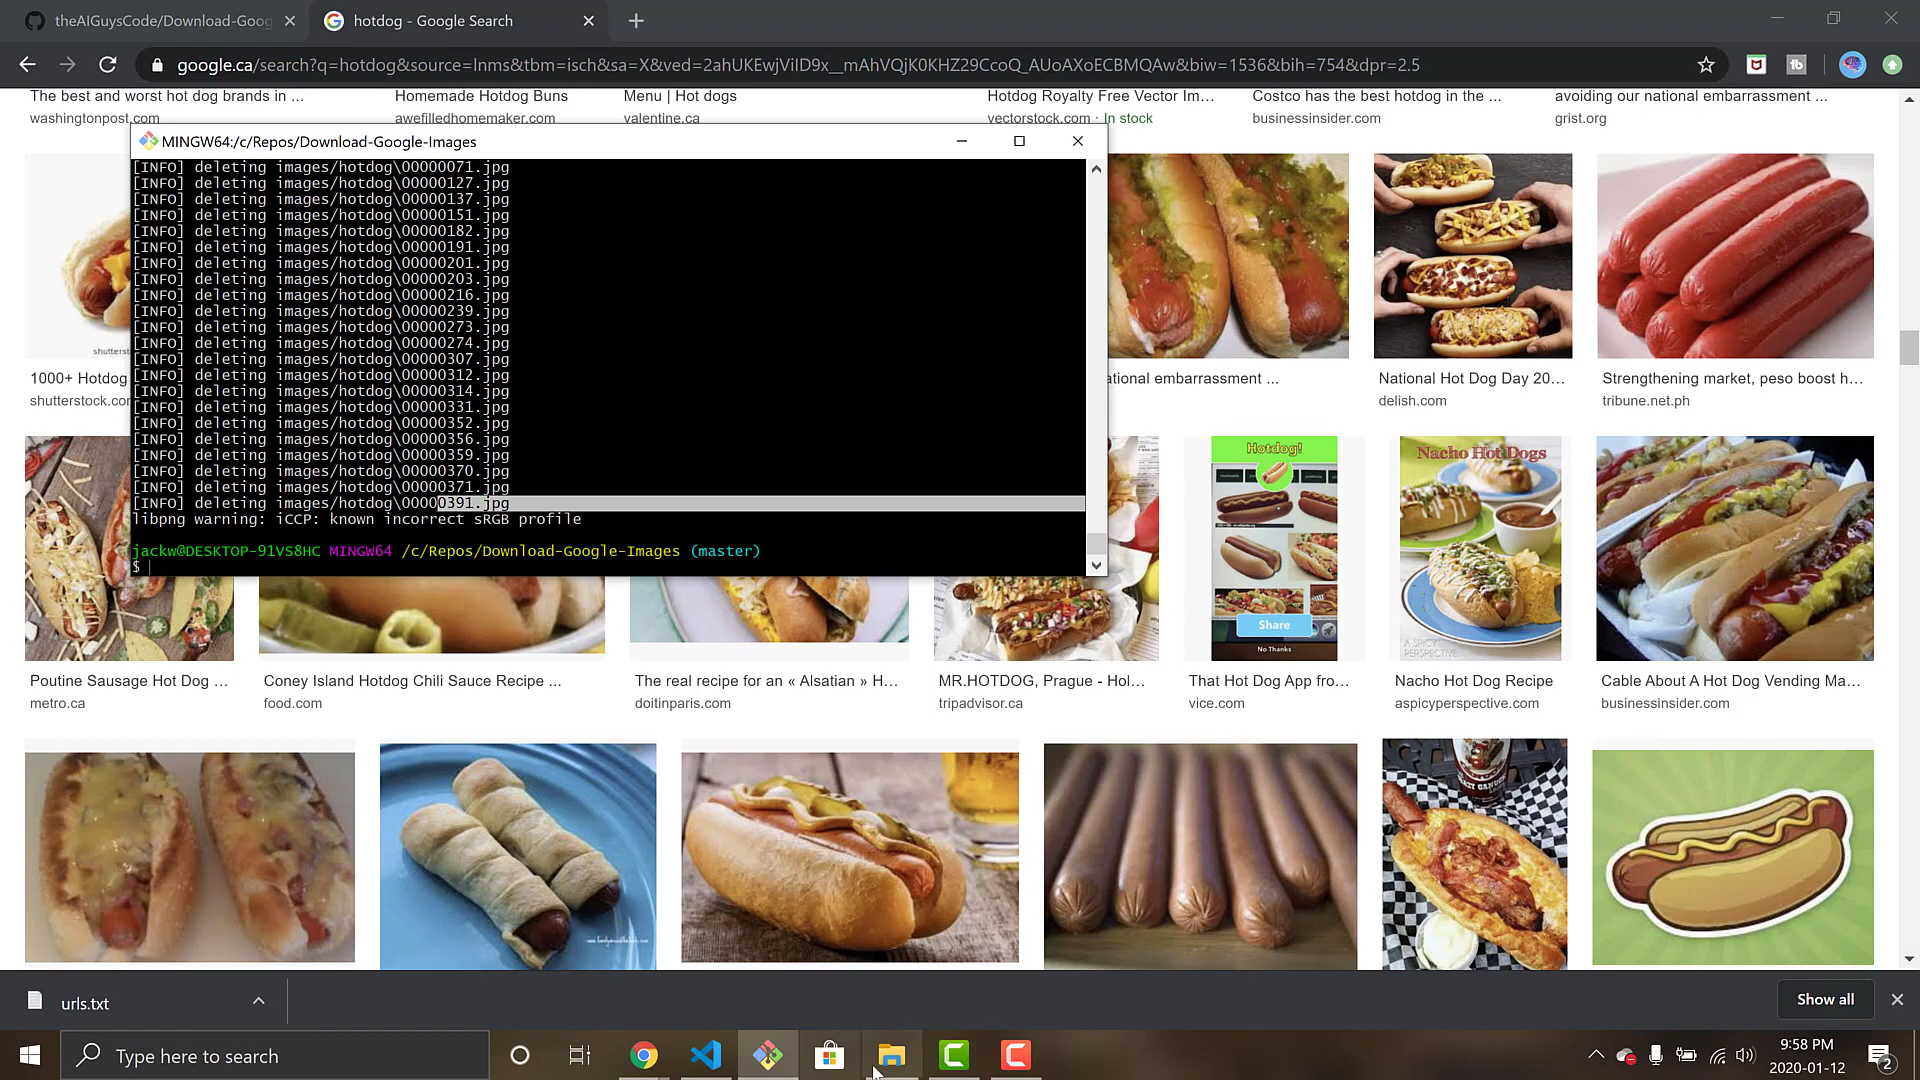 theAIGuysCode/Download-Goog
hotdog - Google Search
google.ca/search?q=hotdog&source=lnms&tbm=isch&sa=X&ved=2ahUKEwjViID9x__mAhVQjK0KHZ29CcoQ_AUoAXoECBMQAw&biw=1536&bih=754&dpr=2.5
The best and worst hot dog brands in ...
washingtonpost.com
Homemade Hotdog Buns
awefilledhomemaker.com
Menu | Hot dogs
valentine.ca
Hotdog Royalty Free Vector Im...
vectorstock.com · In stock
Costco has the best hotdog in the ...
businessinsider.com
avoiding our national embarrassment ...
grist.org
MINGW64:/c/Repos/Download-Google-Images
[INFO] deleting images/hotdog\00000071.jpg
[INFO] deleting images/hotdog\00000127.jpg
[INFO] deleting images/hotdog\00000137.jpg
[INFO] deleting images/hotdog\00000151.jpg
[INFO] deleting images/hotdog\00000182.jpg
[INFO] deleting images/hotdog\00000191.jpg
[INFO] deleting images/hotdog\00000201.jpg
[INFO] deleting images/hotdog\00000203.jpg
[INFO] deleting images/hotdog\00000216.jpg
[INFO] deleting images/hotdog\00000239.jpg
[INFO] deleting images/hotdog\00000273.jpg
[INFO] deleting images/hotdog\00000274.jpg
[INFO] deleting images/hotdog\00000307.jpg
[INFO] deleting images/hotdog\00000312.jpg
[INFO] deleting images/hotdog\00000314.jpg
[INFO] deleting images/hotdog\00000331.jpg
[INFO] deleting images/hotdog\00000352.jpg
[INFO] deleting images/hotdog\00000356.jpg
[INFO] deleting images/hotdog\00000359.jpg
[INFO] deleting images/hotdog\00000370.jpg
[INFO] deleting images/hotdog\00000371.jpg
[INFO] deleting images/hotdog\00000391.jpg
libpng warning: iCCP: known incorrect sRGB profile
jackw@DESKTOP-91VS8HC MINGW64 /c/Repos/Download-Google-Images (master)
$
shutters
1000+ Hotdog
shutterstock.com
ational embarrassment ...
National Hot Dog Day 20...
delish.com
Strengthening market, peso boost h...
tribune.net.ph
Hotdog!
Share
No Thanks
Nacho Hot Dogs
A SPICY
PERSPECTIVE
Poutine Sausage Hot Dog ...
metro.ca
Coney Island Hotdog Chili Sauce Recipe ...
food.com
The real recipe for an « Alsatian » H...
doitinparis.com
MR.HOTDOG, Prague - Hol...
tripadvisor.ca
That Hot Dog App fro...
vice.com
Nacho Hot Dog Recipe
aspicyperspective.com
Cable About A Hot Dog Vending Ma...
businessinsider.com
urls.txt
Show all
Type here to search
9:58 PM
2020-01-12
2